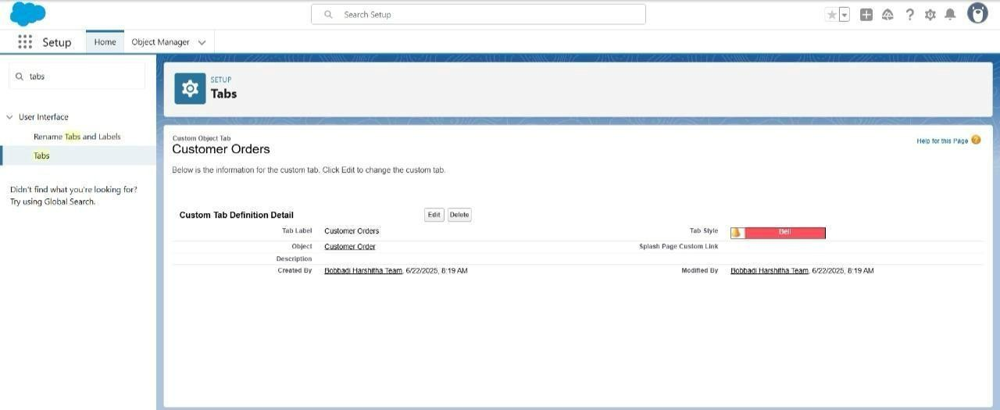 Search Setup
Setup
Home
Object Manager
tabs
User Interface
Rename Tabs and Labels
Tabs
Didn't find what you're looking for?
Try using Global Search.
SETUP
Tabs
Custom Object Tab
Customer Orders
Help for this Page
Below is the information for the custom tab. Click Edit to change the custom tab.
Custom Tab Definition Detail
Edit
Delete
Tab Label Customer Orders
Tab Style Bell
Object Customer Order
Splash Page Custom Link
Description
Created By Bobbadi Harshitha Team, 6/22/2025, 8:19 AM
Modified By Bobbadi Harshitha Team, 6/22/2025, 8:19 AM